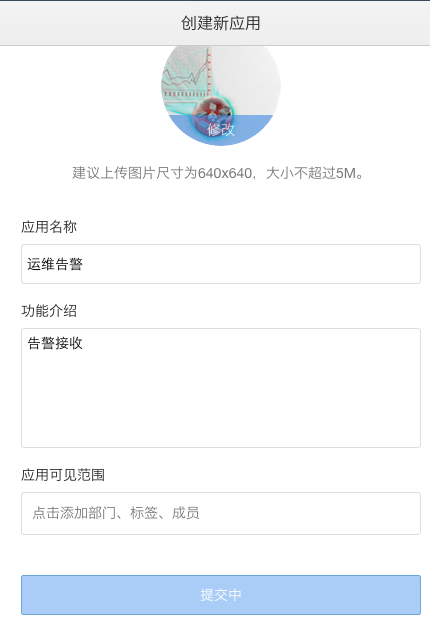 创建新应用
修改
建议上传图片尺寸为640x640，大小不超过5M。
应用名称
运维告警
功能介绍
告警接收
应用可见范围
点击添加部门、标签、成员
提交中